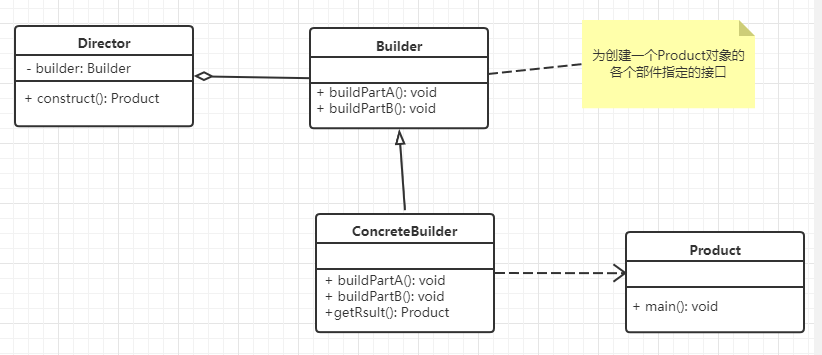 Director
- builder: Builder
+ construct(): Product
Builder
+ buildPartA(): void
+ buildPartB(): void
为创建一个Product对象的
各个部件指定的接口
ConcreteBuilder
+ buildPartA(): void
+ buildPartB(): void
+getRsult(): Product
Product
+ main(): void